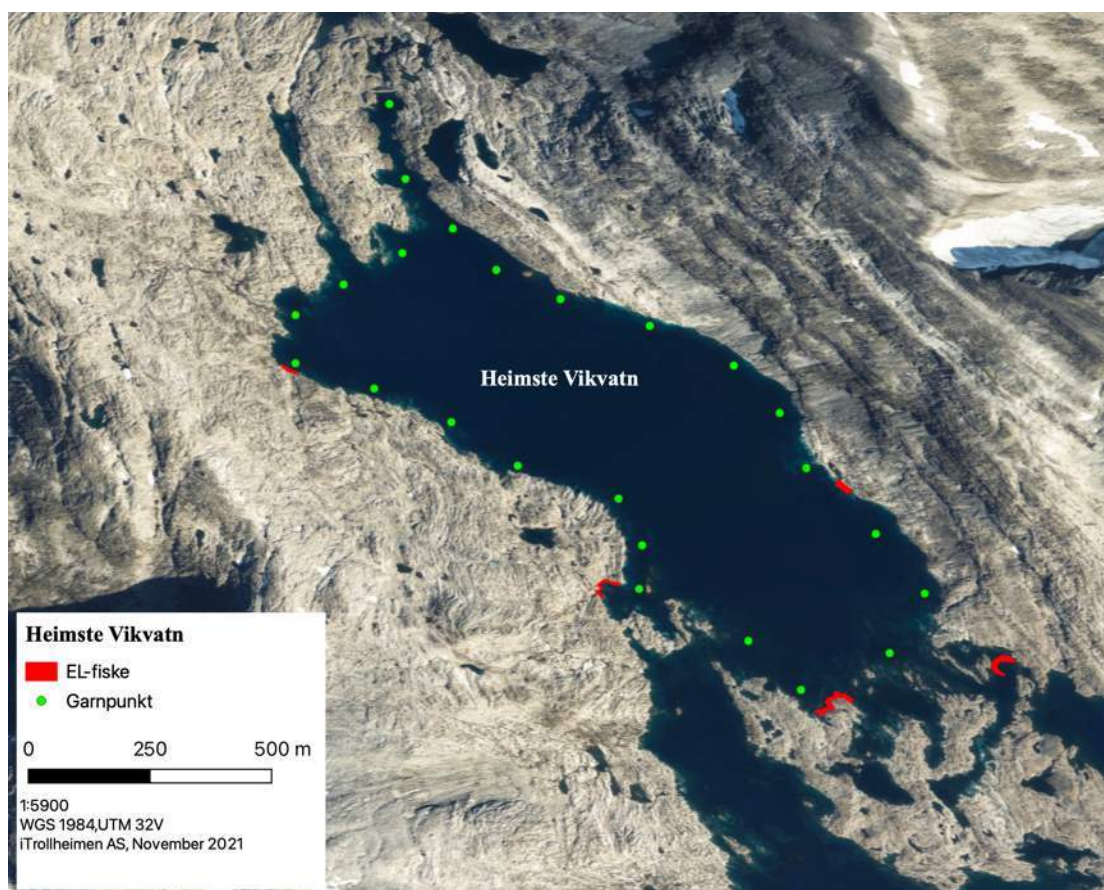 Heimste Vikvatn
Heimste Vikvatn
EL-fiske
Garnpunkt
0 250 500 m
1:5900
WGS 1984,UTM 32V
iTrollheimen AS, November 2021